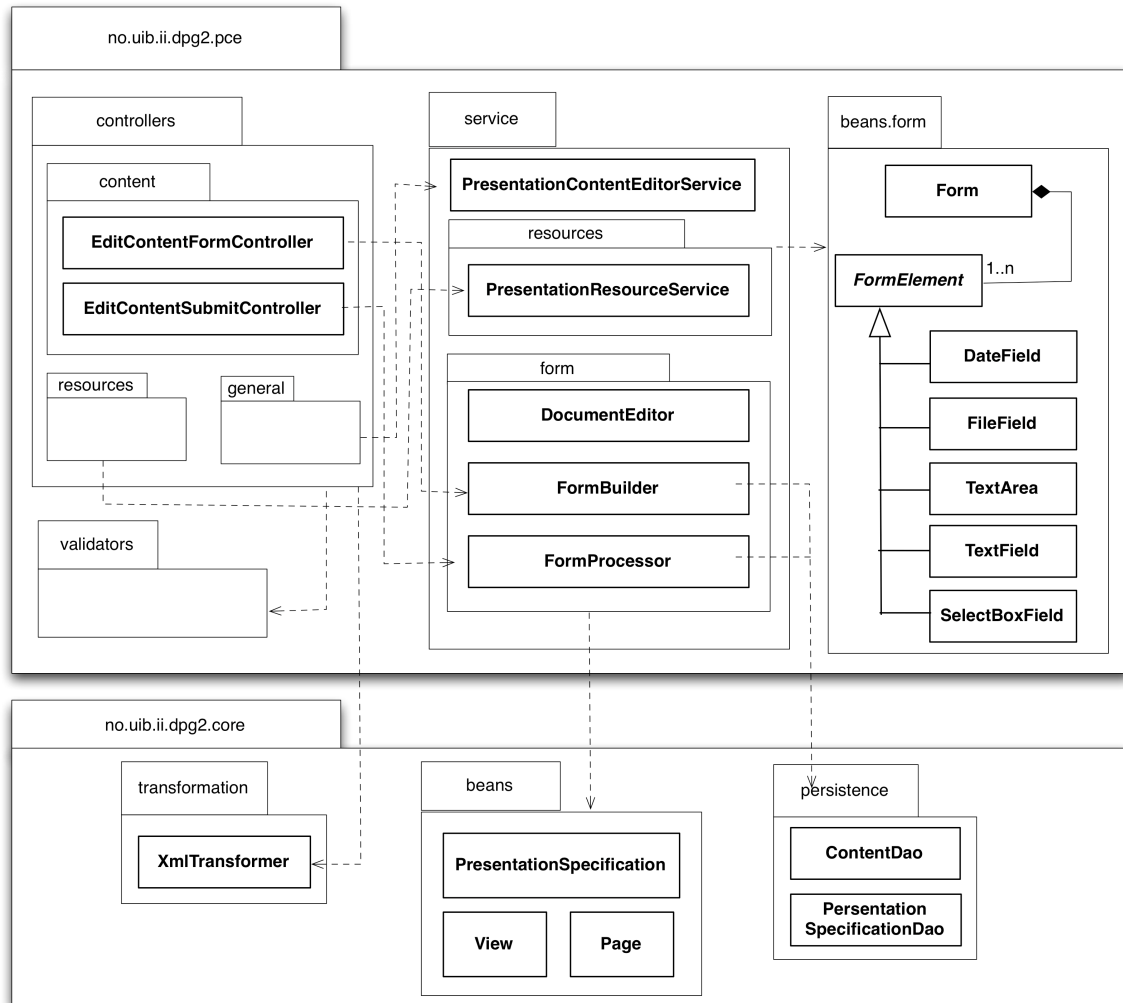 no.uib.ii.dpg2.pce
controllers
content
EditContentFormController
EditContentSubmitController
resources
general
validators
service
PresentationContentEditorService
resources
PresentationResourceService
form
DocumentEditor
FormBuilder
FormProcessor
beans.form
Form
1..n
FormElement
DateField
FileField
TextArea
TextField
SelectBoxField
no.uib.ii.dpg2.core
transformation
XmlTransformer
beans
PresentationSpecification
View
Page
persistence
ContentDao
Persentation
SpecificationDao